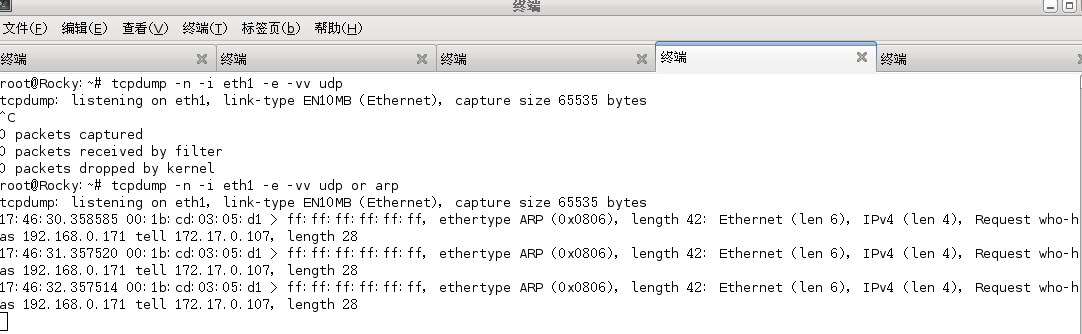 终端
文件(F) 编辑(E) 查看(V) 终端(T) 标签页(b) 帮助(H)
终端 终端 终端 终端 终端
root@Rocky:~# tcpdump -n -i eth1 -e -vv udp
tcpdump: listening on eth1, link-type EN10MB (Ethernet), capture size 65535 bytes
^C
0 packets captured
0 packets received by filter
0 packets dropped by kernel
root@Rocky:~# tcpdump -n -i eth1 -e -vv udp or arp
tcpdump: listening on eth1, link-type EN10MB (Ethernet), capture size 65535 bytes
17:46:30.358585 00:1b:cd:03:05:d1 > ff:ff:ff:ff:ff:ff, ethertype ARP (0x0806), length 42: Ethernet (len 6), IPv4 (len 4), Request who-h
as 192.168.0.171 tell 172.17.0.107, length 28
17:46:31.357520 00:1b:cd:03:05:d1 > ff:ff:ff:ff:ff:ff, ethertype ARP (0x0806), length 42: Ethernet (len 6), IPv4 (len 4), Request who-h
as 192.168.0.171 tell 172.17.0.107, length 28
17:46:32.357514 00:1b:cd:03:05:d1 > ff:ff:ff:ff:ff:ff, ethertype ARP (0x0806), length 42: Ethernet (len 6), IPv4 (len 4), Request who-h
as 192.168.0.171 tell 172.17.0.107, length 28